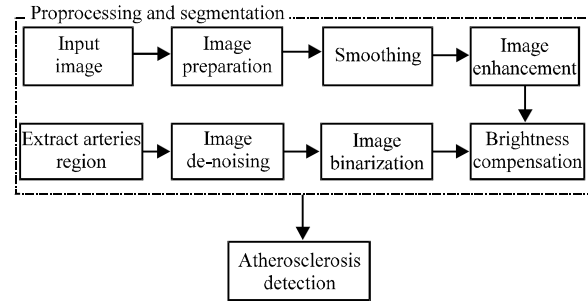 Proprocessing and segmentation
Input
image
Image
preparation
Smoothing
Image
enhancement
Extract arteries
region
Image
de-noising
Image
binarization
Brightness
compensation
Atherosclerosis
detection